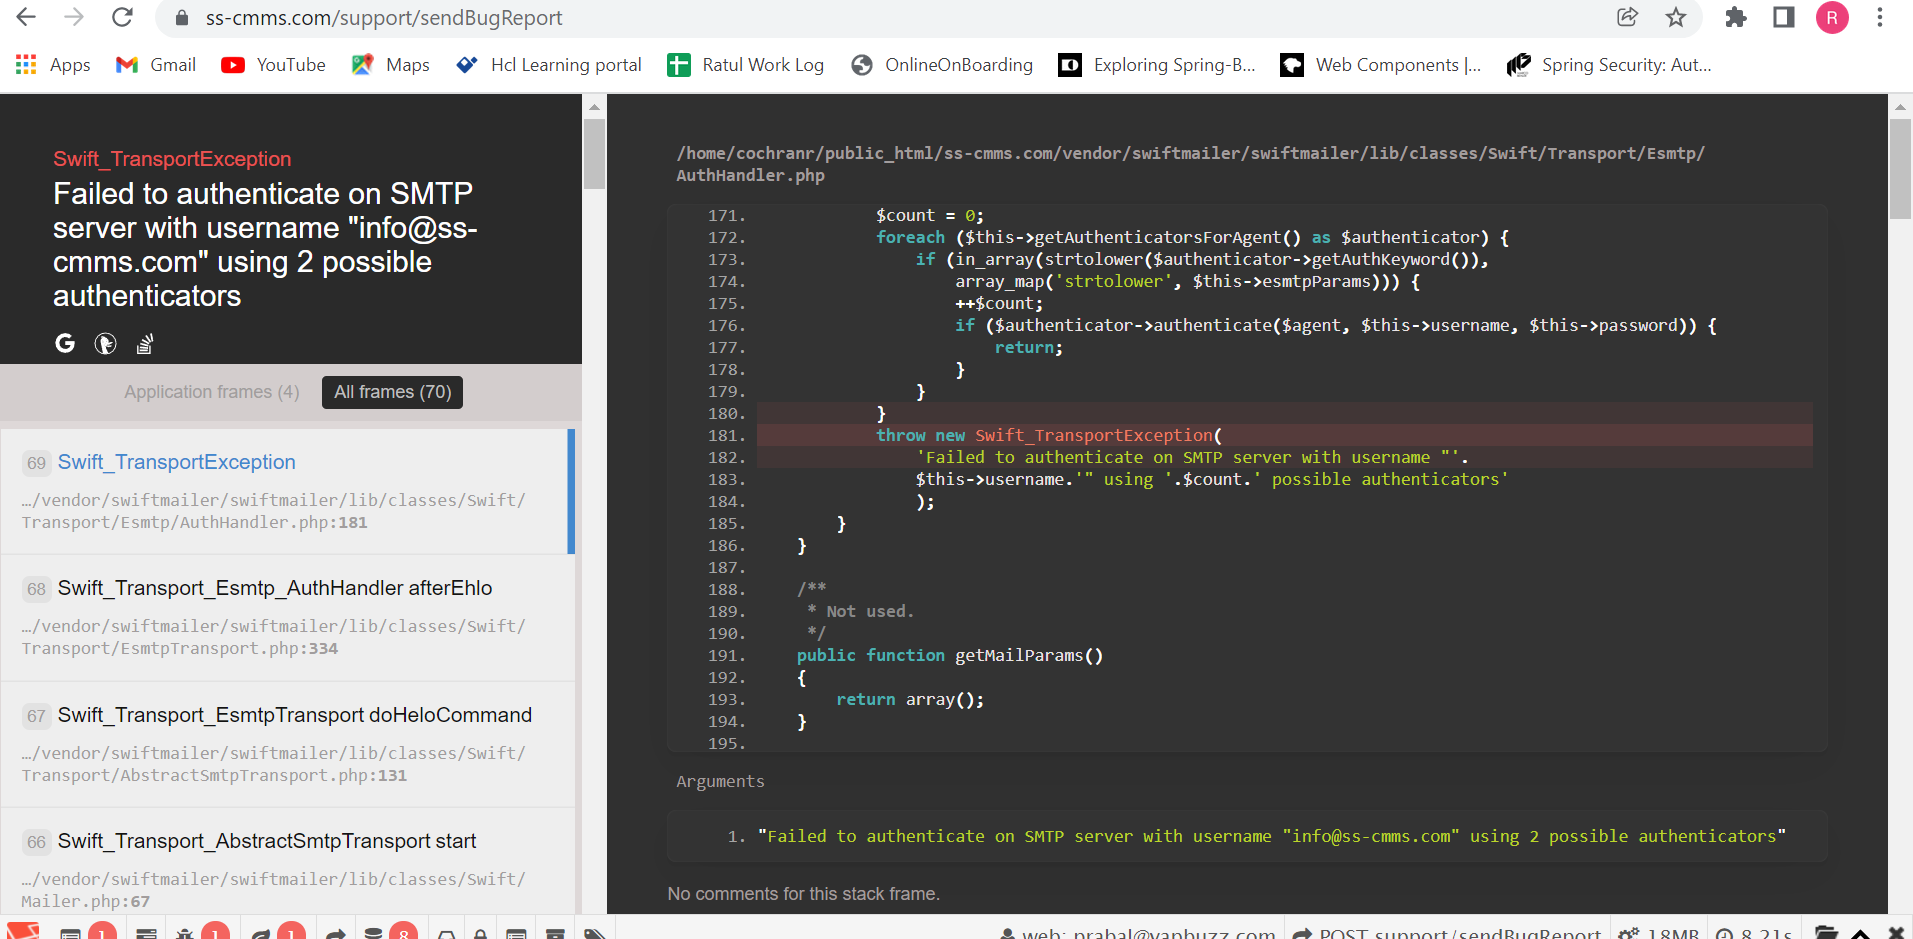 ss-cmms.com/support/sendBugReport
R
Apps
Gmail
YouTube
Maps
Hcl Learning portal
Ratul Work Log
OnlineOnBoarding
Exploring Spring-B...
Web Components |...
Spring Security: Aut...
Swift_TransportException
Failed to authenticate on SMTP
server with username "info@ss-
cmms.com" using 2 possible
authenticators
Application frames (4)
All frames (70)
69 Swift_TransportException
…/vendor/swiftmailer/swiftmailer/lib/classes/Swift/
Transport/Esmtp/AuthHandler.php:181
68 Swift_Transport_Esmtp_AuthHandler afterEhlo
…/vendor/swiftmailer/swiftmailer/lib/classes/Swift/
Transport/EsmtpTransport.php:334
67 Swift_Transport_EsmtpTransport doHeloCommand
…/vendor/swiftmailer/swiftmailer/lib/classes/Swift/
Transport/AbstractSmtpTransport.php:131
66 Swift_Transport_AbstractSmtpTransport start
…/vendor/swiftmailer/swiftmailer/lib/classes/Swift/
Mailer.php:67
/home/cochranr/public_html/ss-cmms.com/vendor/swiftmailer/swiftmailer/lib/classes/Swift/Transport/Esmtp/
AuthHandler.php
171. $count = 0;
172. foreach ($this->getAuthenticatorsForAgent() as $authenticator) {
173. if (in_array(strtolower($authenticator->getAuthKeyword()),
174. array_map('strtolower', $this->esmtpParams))) {
175. ++$count;
176. if ($authenticator->authenticate($agent, $this->username, $this->password)) {
177. return;
178. }
179. }
180. }
181. throw new Swift_TransportException(
182. 'Failed to authenticate on SMTP server with username "'.
183. $this->username.'" using '.$count.' possible authenticators'
184. );
185. }
186. }
187.
188. /**
189. * Not used.
190. */
191. public function getMailParams()
192. {
193. return array();
194. }
195.
Arguments
1. "Failed to authenticate on SMTP server with username "info@ss-cmms.com" using 2 possible authenticators"
No comments for this stack frame.
1 1 1 8 web: prabal@vapbuzz.com POST support/sendBugReport 18MB 8.21s